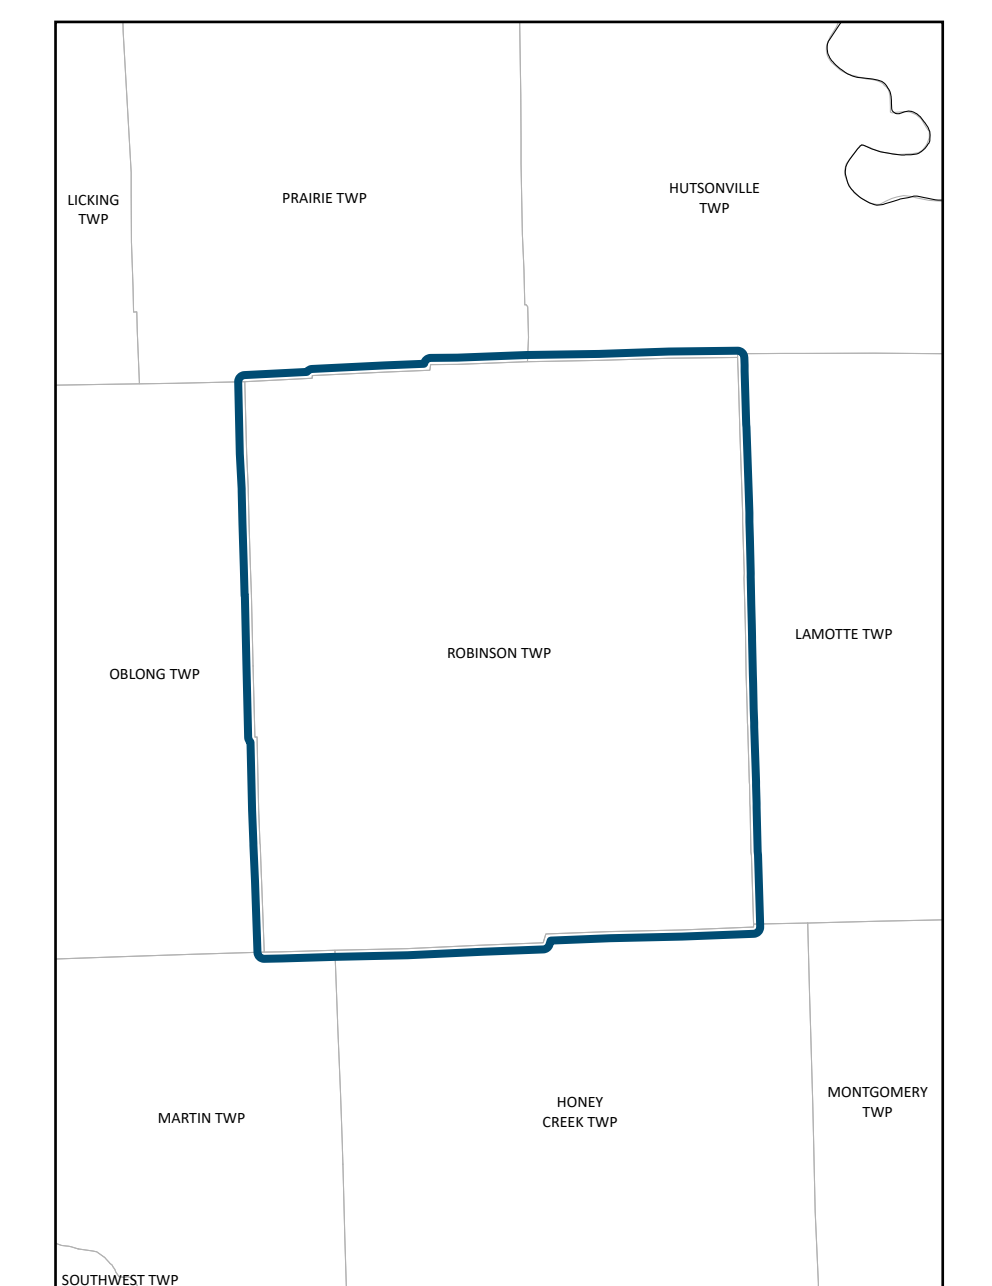 HUTSONVILLE
TWP
LICKING
TWP
PRAIRIE TWP
LAMOTTE TWP
ROBINSON TWP
OBLONG TWP
MONTGOMERY
TWP
HONEY
CREEK TWP
MARTIN TWP
SOUTHWEST TWP